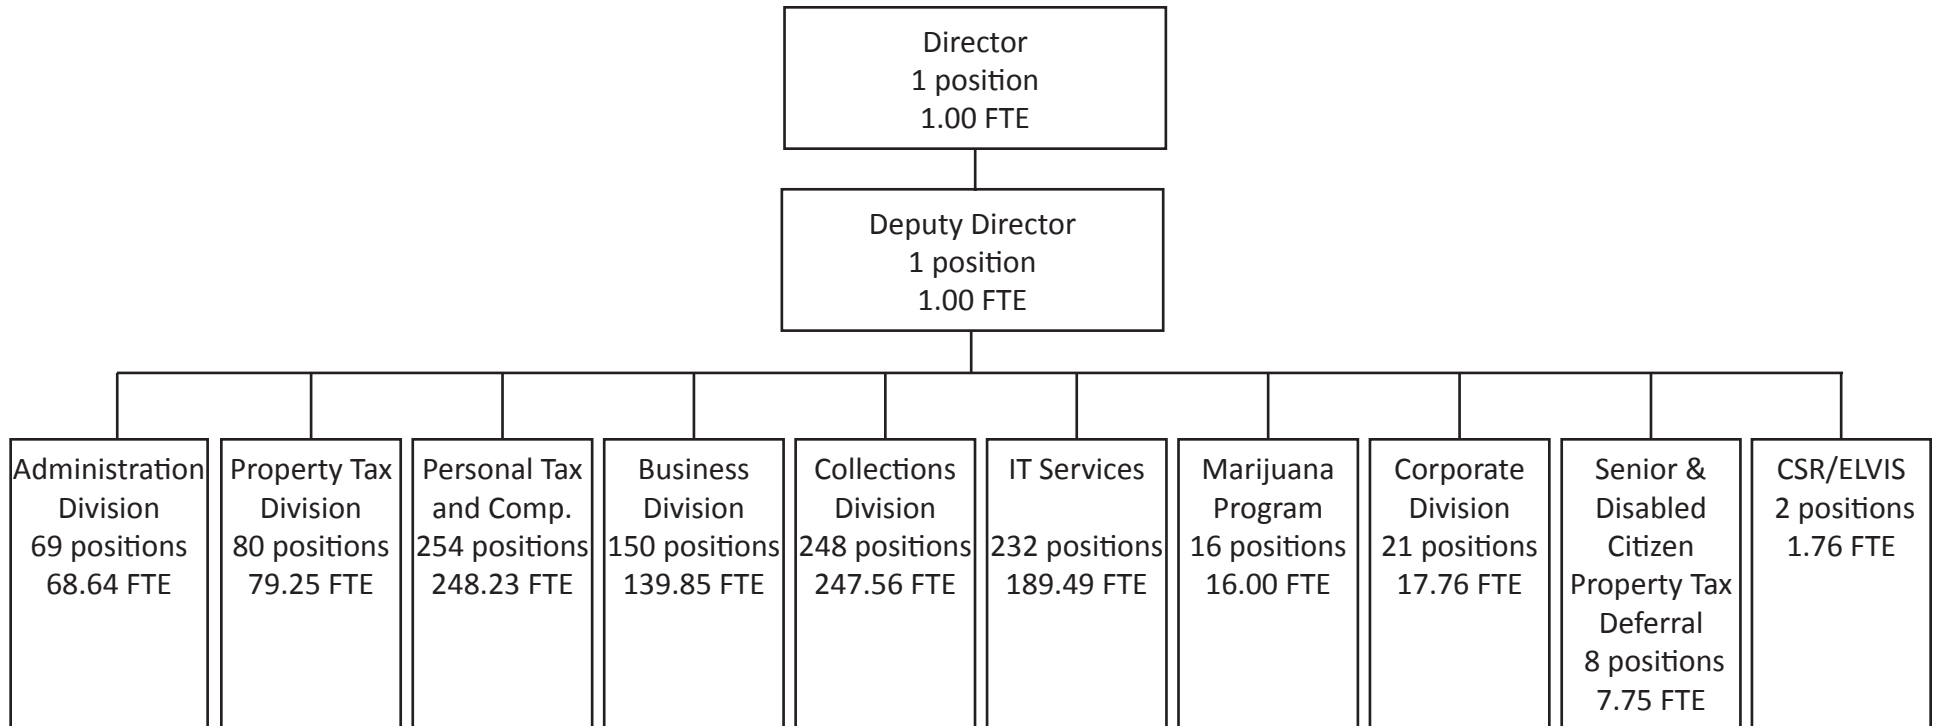 Director
1 position
1.00 FTE
Deputy Director
1 position
1.00 FTE
Administration
Division
69 positions
68.64 FTE
Property Tax
Division
80 positions
79.25 FTE
Personal Tax
and Comp.
254 positions
248.23 FTE
Business
Division
150 positions
139.85 FTE
Collections
Division
248 positions
247.56 FTE
IT Services
232 positions
189.49 FTE
Marijuana
Program
16 positions
16.00 FTE
Corporate
Division
21 positions
17.76 FTE
Senior &
Disabled
Citizen
Property Tax
Deferral
8 positions
7.75 FTE
CSR/ELVIS
2 positions
1.76 FTE